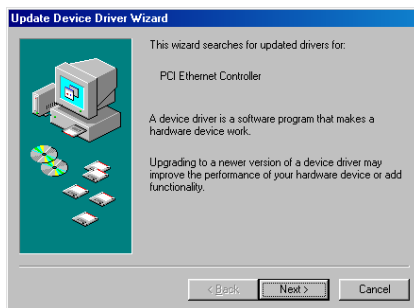 Update Device Driver Wizard
This wizard searches for updated drivers for:
PCI Ethernet Controller
A device driver is a software program that makes a
hardware device work.
Upgrading to a newer version of a device driver may
improve the performance of your hardware device or add
functionality.
< Back
Next >
Cancel